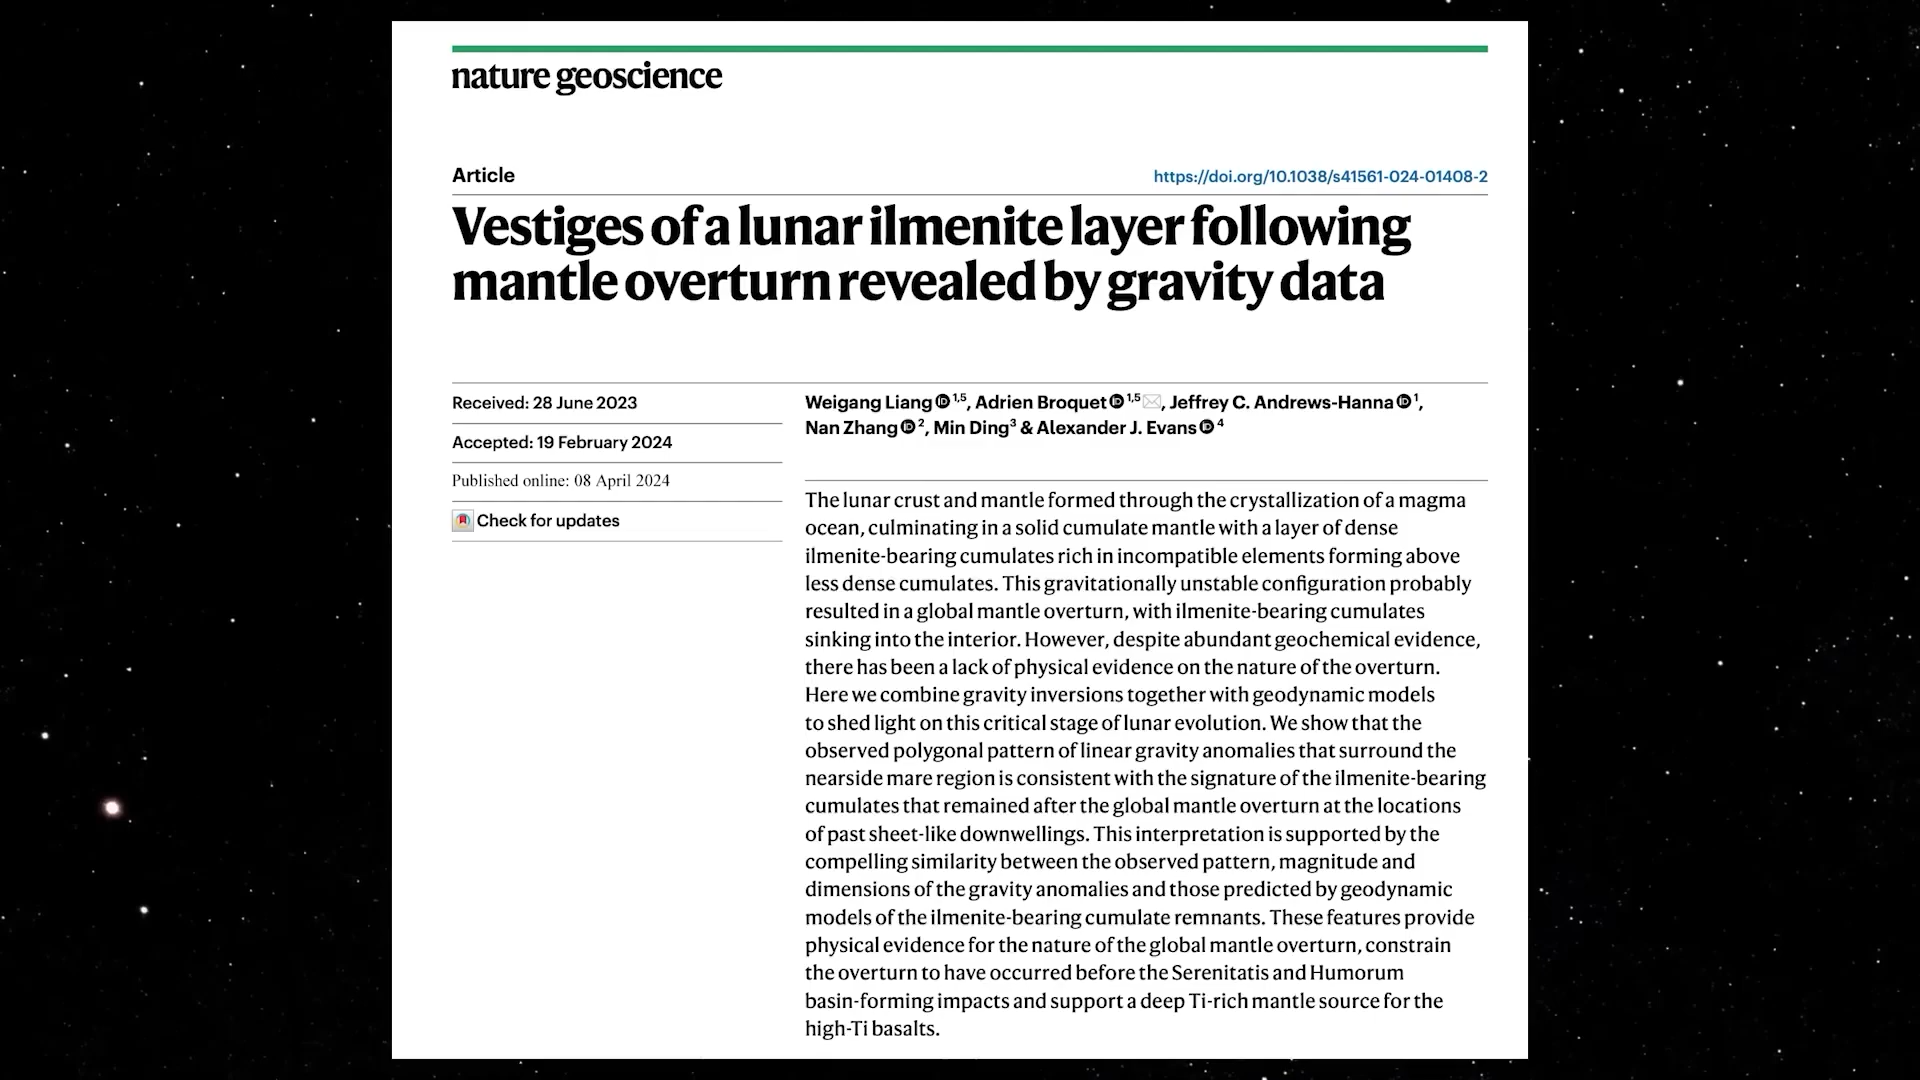 nature geoscience
Article
https://doi.org/10.1038/s41561-024-01408-2
Vestiges of a lunar ilmenite layer following
mantle overturn revealed by gravity data
Received: 28 June 2023
Accepted: 19 February 2024
Published online: 08 April 2024
Check for updates
Weigang Liang 1,5, Adrien Broquet 1,5, Jeffrey C. Andrews-Hanna 1,
Nan Zhang 2, Min Ding 3 & Alexander J. Evans 4
The lunar crust and mantle formed through the crystallization of a magma
ocean, culminating in a solid cumulate mantle with a layer of dense
ilmenite-bearing cumulates rich in incompatible elements forming above
less dense cumulates. This gravitationally unstable configuration probably
resulted in a global mantle overturn, with ilmenite-bearing cumulates
sinking into the interior. However, despite abundant geochemical evidence,
there has been a lack of physical evidence on the nature of the overturn.
Here we combine gravity inversions together with geodynamic models
to shed light on this critical stage of lunar evolution. We show that the
observed polygonal pattern of linear gravity anomalies that surround the
nearside mare region is consistent with the signature of the ilmenite-bearing
cumulates that remained after the global mantle overturn at the locations
of past sheet-like downwellings. This interpretation is supported by the
compelling similarity between the observed pattern, magnitude and
dimensions of the gravity anomalies and those predicted by geodynamic
models of the ilmenite-bearing cumulate remnants. These features provide
physical evidence for the nature of the global mantle overturn, constrain
the overturn to have occurred before the Serenitatis and Humorum
basin-forming impacts and support a deep Ti-rich mantle source for the
high-Ti basalts.